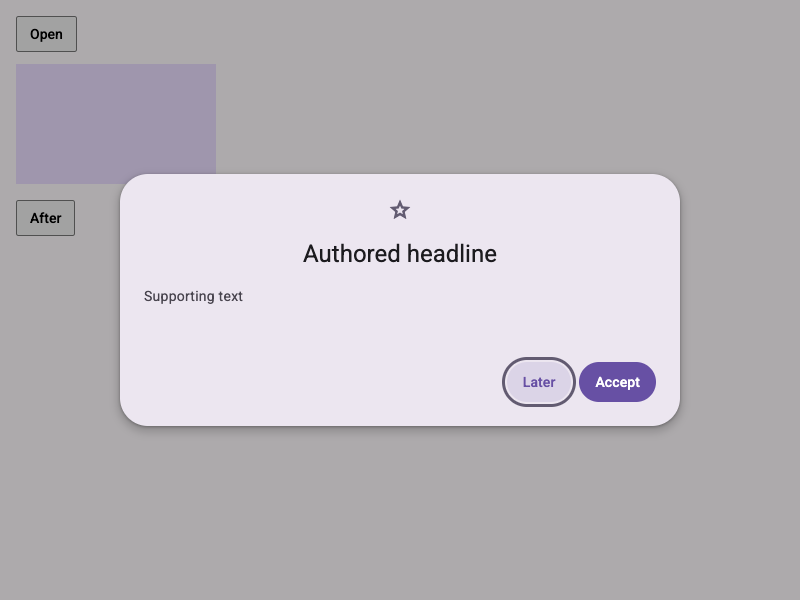 Open
After
Authored headline
Supporting text
Later
Accept